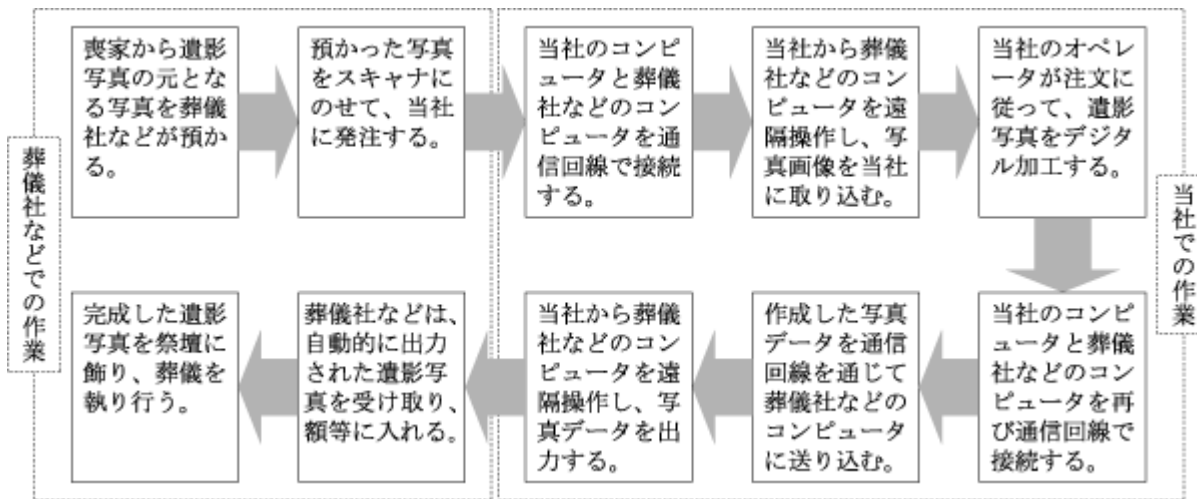 葬儀社などでの作業
喪家から遺影
写真の元とな
る写真を葬儀
社などが預か
る。
預かった写真
をスキャナに
のせて、当社
に発注する。
当社のコンピ
ュータと葬儀
社などのコン
ピュータを通
信回線で接続
する。
当社から葬儀
社などのコン
ピュータを遠
隔操作し、写
真画像を当社
に取り込む。
当社のオペレ
ータが注文に
従って、遺影
写真をデジタ
ル加工する。
当社での作業
当社のコンピ
ュータと葬儀
社などのコン
ピュータを再
び通信回線で
接続する。
作成した写真
データを通信
回線を通じて
葬儀社などの
コンピュータ
に送り込む。
当社から葬儀
社などのコン
ピュータを遠
隔操作し、写
真データを出
力する。
葬儀社などは、
自動的に出力
された遺影写
真を受け取り、
額等に入れる。
完成した遺影
写真を祭壇に
飾り、葬儀を
執り行う。